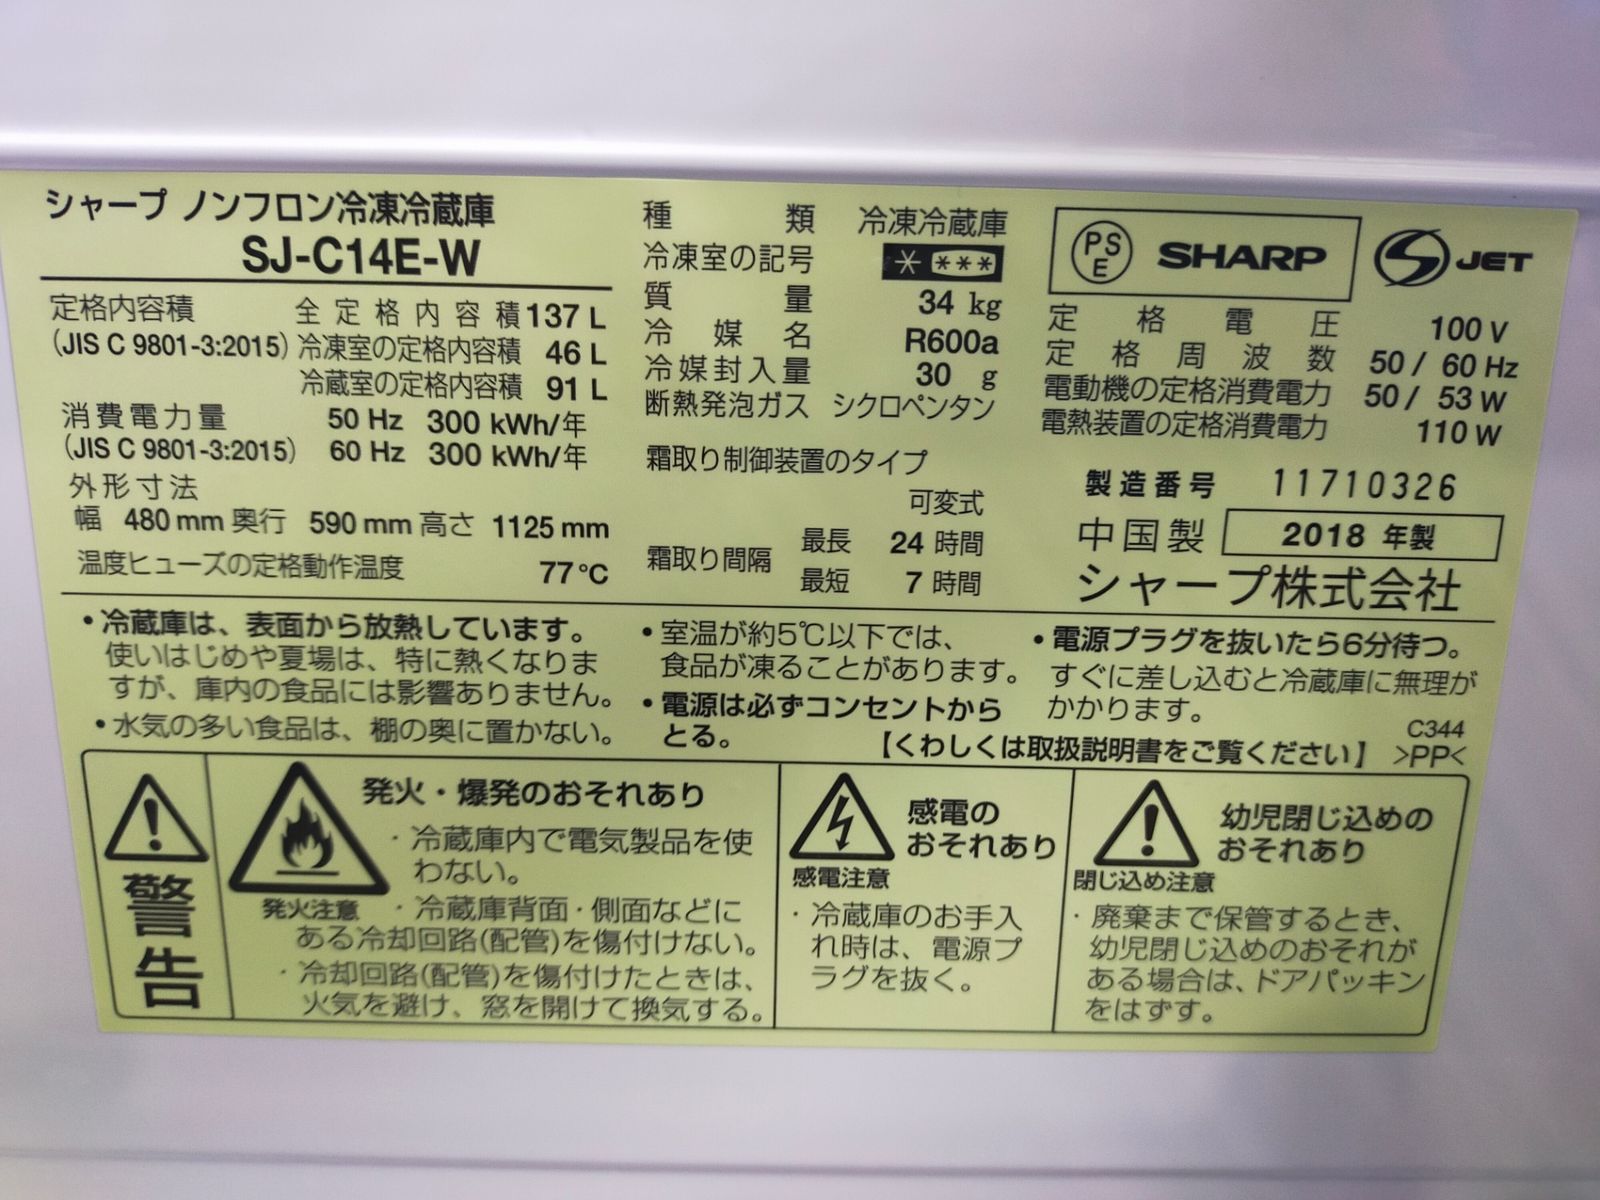 シャープ ノンフロン冷凍冷蔵庫
SJ-C14E-W
定格内容積 全定格内容積 137 L
(JIS C 9801-3:2015) 冷凍室の定格内容積 46 L
冷蔵室の定格内容積 91 L
消費電力量 50 Hz 300 kWh/年
(JIS C 9801-3:2015) 60 Hz 300 kWh/年
外形寸法
幅 480 mm 奥行 590 mm 高さ 1125 mm
温度ヒューズの定格動作温度 77℃
種類 冷凍冷蔵庫
冷凍室の記号 * ***
質量 34 kg
冷媒名 R600a
冷媒封入量 30 g
断熱発泡ガス シクロペンタン
霜取り制御装置のタイプ
可変式
霜取り間隔 最長 24 時間
最短 7 時間
PSE SHARP S JET
定格電圧 100 V
定格周波数 50 / 60 Hz
電動機の定格消費電力 50 / 53 W
電熱装置の定格消費電力 110 W
製造番号 11710326
中国製 2018 年製
シャープ株式会社
・冷蔵庫は、表面から放熱しています。
使いはじめや夏場は、特に熱くなりま
すが、庫内の食品には影響ありません。
・水気の多い食品は、棚の奥に置かない。
・室温が約5℃以下では、
食品が凍ることがあります。
・電源は必ずコンセントから
とる。
・電源プラグを抜いたら6分待つ。
すぐに差し込むと冷蔵庫に無理が
かかります。
C344
【くわしくは取扱説明書をご覧ください】 >PP<
警告
発火・爆発のおそれあり
発火注意
・冷蔵庫内で電気製品を使
わない。
・冷蔵庫背面・側面などに
ある冷却回路(配管)を傷付けない。
・冷却回路(配管)を傷付けたときは、
火気を避け、窓を開けて換気する。
感電の
おそれあり
感電注意
・冷蔵庫のお手入
れ時は、電源プ
ラグを抜く。
幼児閉じ込めの
おそれあり
閉じ込め注意
・廃棄まで保管するとき、
幼児閉じ込めのおそれが
ある場合は、ドアパッキン
をはずす。